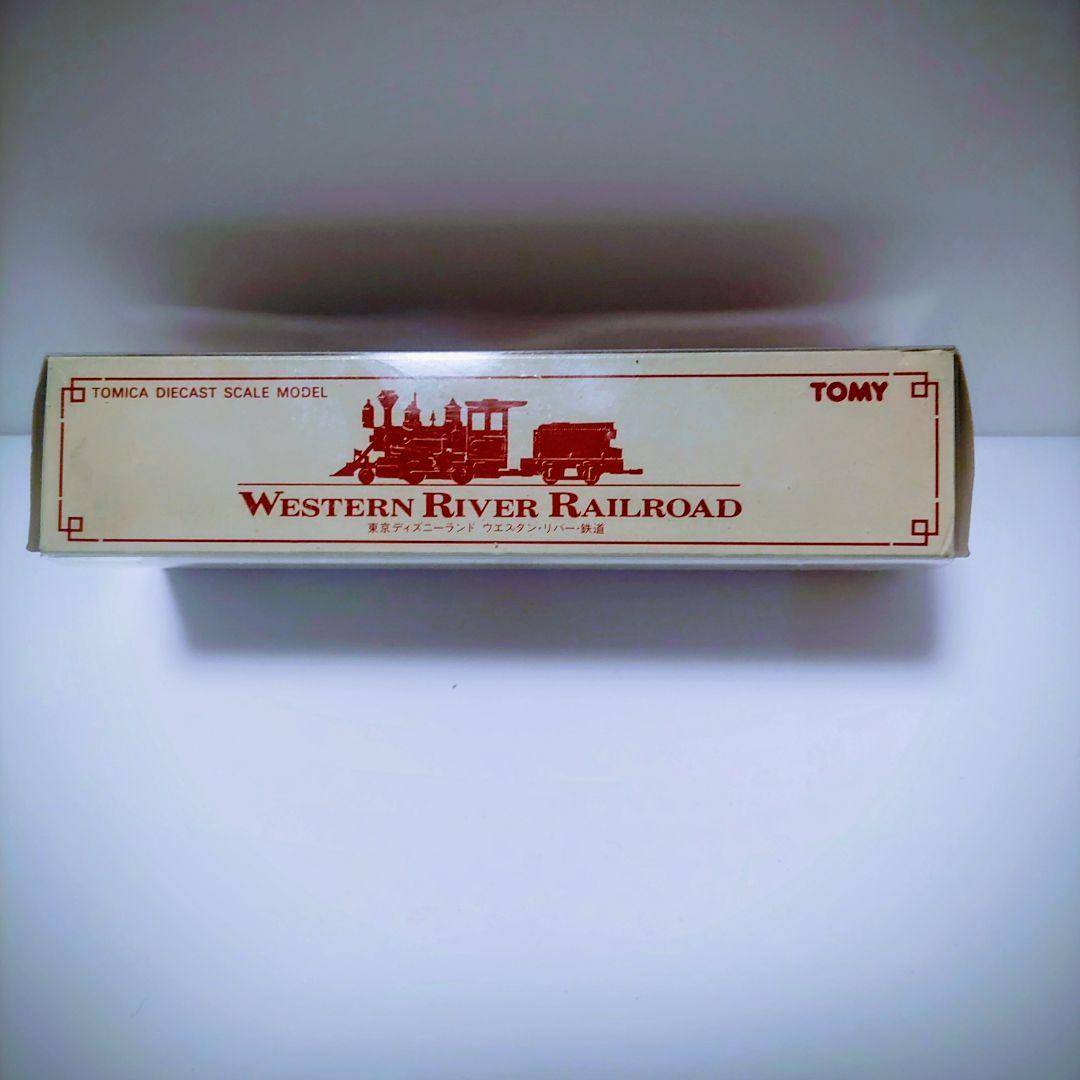 TOMICA DIECAST SCALE MODEL
TOMY
WESTERN RIVER RAILROAD
東京ディズニーランド ウエスタン・リバー・鉄道